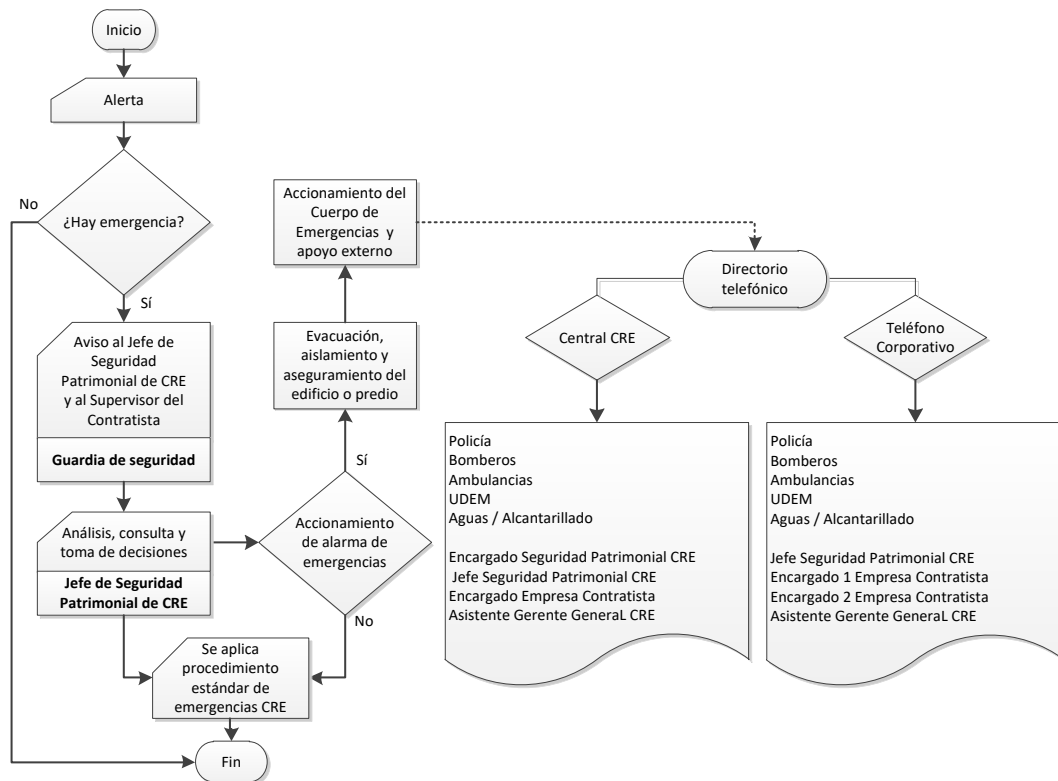 Inicio
Alerta
¿Hay emergencia?
No
Sí
Aviso al Jefe de
Seguridad
Patrimonial de CRE
y al Supervisor del
Contratista
Guardia de seguridad
Análisis, consulta y
toma de decisiones
Jefe de Seguridad
Patrimonial de CRE
Accionamiento
de alarma de
emergencias
Sí
No
Evacuación,
aislamiento y
aseguramiento del
edificio o predio
Accionamiento del
Cuerpo de
Emergencias y
apoyo externo
Se aplica
procedimiento
estándar de
emergencias CRE
Fin
Directorio
telefónico
Central CRE
Policía
Bomberos
Ambulancias
UDEM
Aguas / Alcantarillado
Encargado Seguridad Patrimonial CRE
Jefe Seguridad Patrimonial CRE
Encargado Empresa Contratista
Asistente Gerente GeneraL CRE
Teléfono
Corporativo
Policía
Bomberos
Ambulancias
UDEM
Aguas / Alcantarillado
Jefe Seguridad Patrimonial CRE
Encargado 1 Empresa Contratista
Encargado 2 Empresa Contratista
Asistente Gerente GeneraL CRE